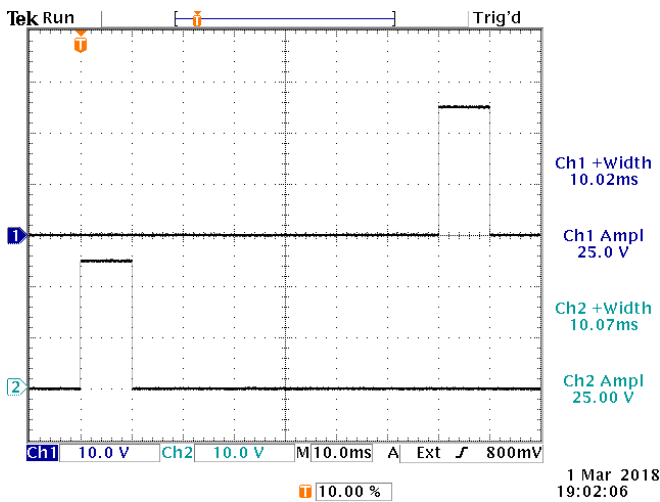 Tek Run Trig'd
T
T
Ch1 +Width
10.02ms
1
Ch1 Ampl
25.0 V
Ch2 +Width
10.07ms
2
Ch2 Ampl
25.00 V
Ch1 10.0 V Ch2 10.0 V M 10.0ms A Ext 800mV
1 Mar 2018
T 10.00 %
19:02:06